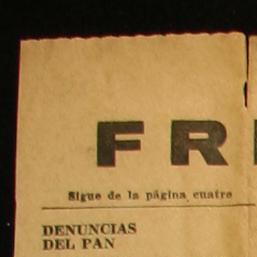 FR
Sigue de la página cuatro
DENUNCIAS
DEL PAN